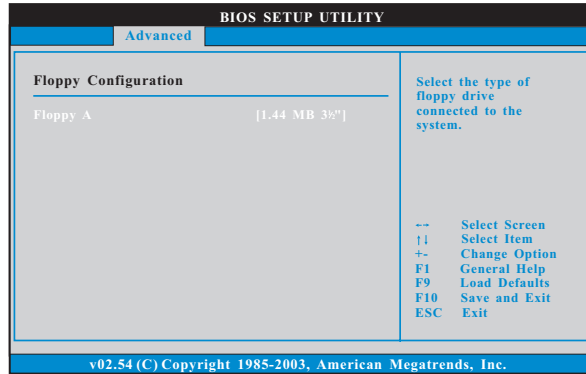 BIOS SETUP UTILITY
Advanced
Floppy Configuration
Floppy A [1.44 MB 3½"]
Select the type of
floppy drive
connected to the
system.
←→ Select Screen
↑↓ Select Item
+- Change Option
F1 General Help
F9 Load Defaults
F10 Save and Exit
ESC Exit
v02.54 (C) Copyright 1985-2003, American Megatrends, Inc.